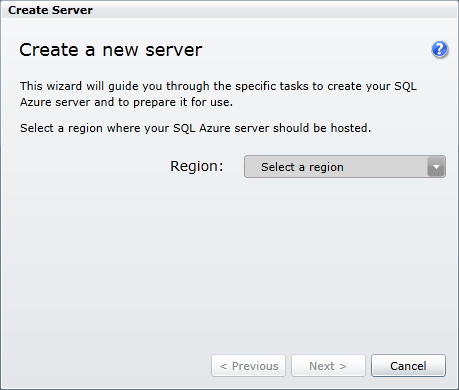 Create Server
Create a new server
?
This wizard will guide you through the specific tasks to create your SQL
Azure server and to prepare it for use.
Select a region where your SQL Azure server should be hosted.
Region: Select a region
< Previous Next > Cancel